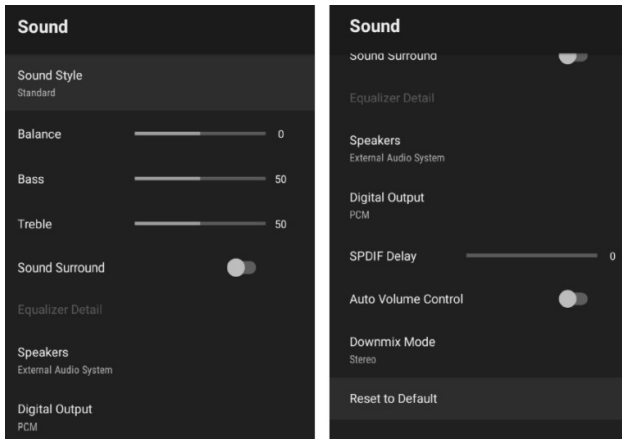 Sound
Sound Style
Standard
Balance 0
Bass 50
Treble 50
Sound Surround
Equalizer Detail
Speakers
External Audio System
Digital Output
PCM
Sound
Sound Surround
Equalizer Detail
Speakers
External Audio System
Digital Output
PCM
SPDIF Delay 0
Auto Volume Control
Downmix Mode
Stereo
Reset to Default